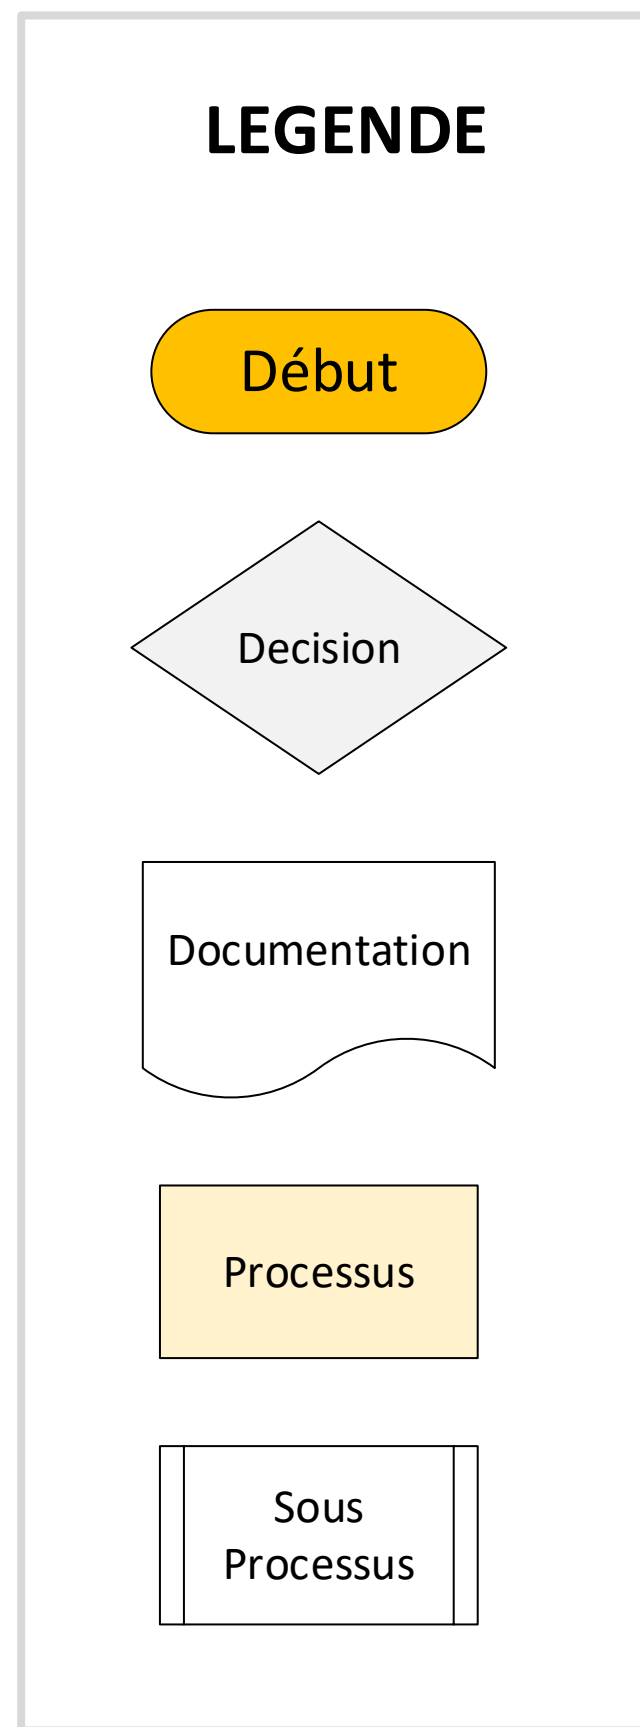 LEGENDE
Début
Decision
Documentation
Processus
Sous
Processus